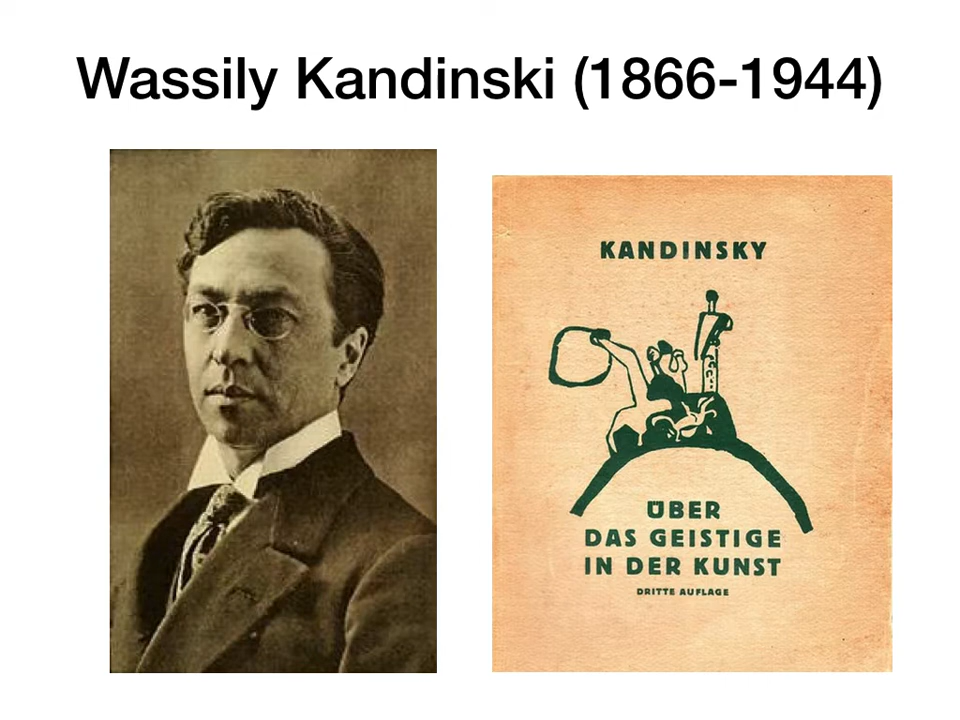 Wassily Kandinski (1866-1944)
KANDINSKY
ÜBER
DAS GEISTIGE
IN DER KUNST
DRITTE AUFLAGE